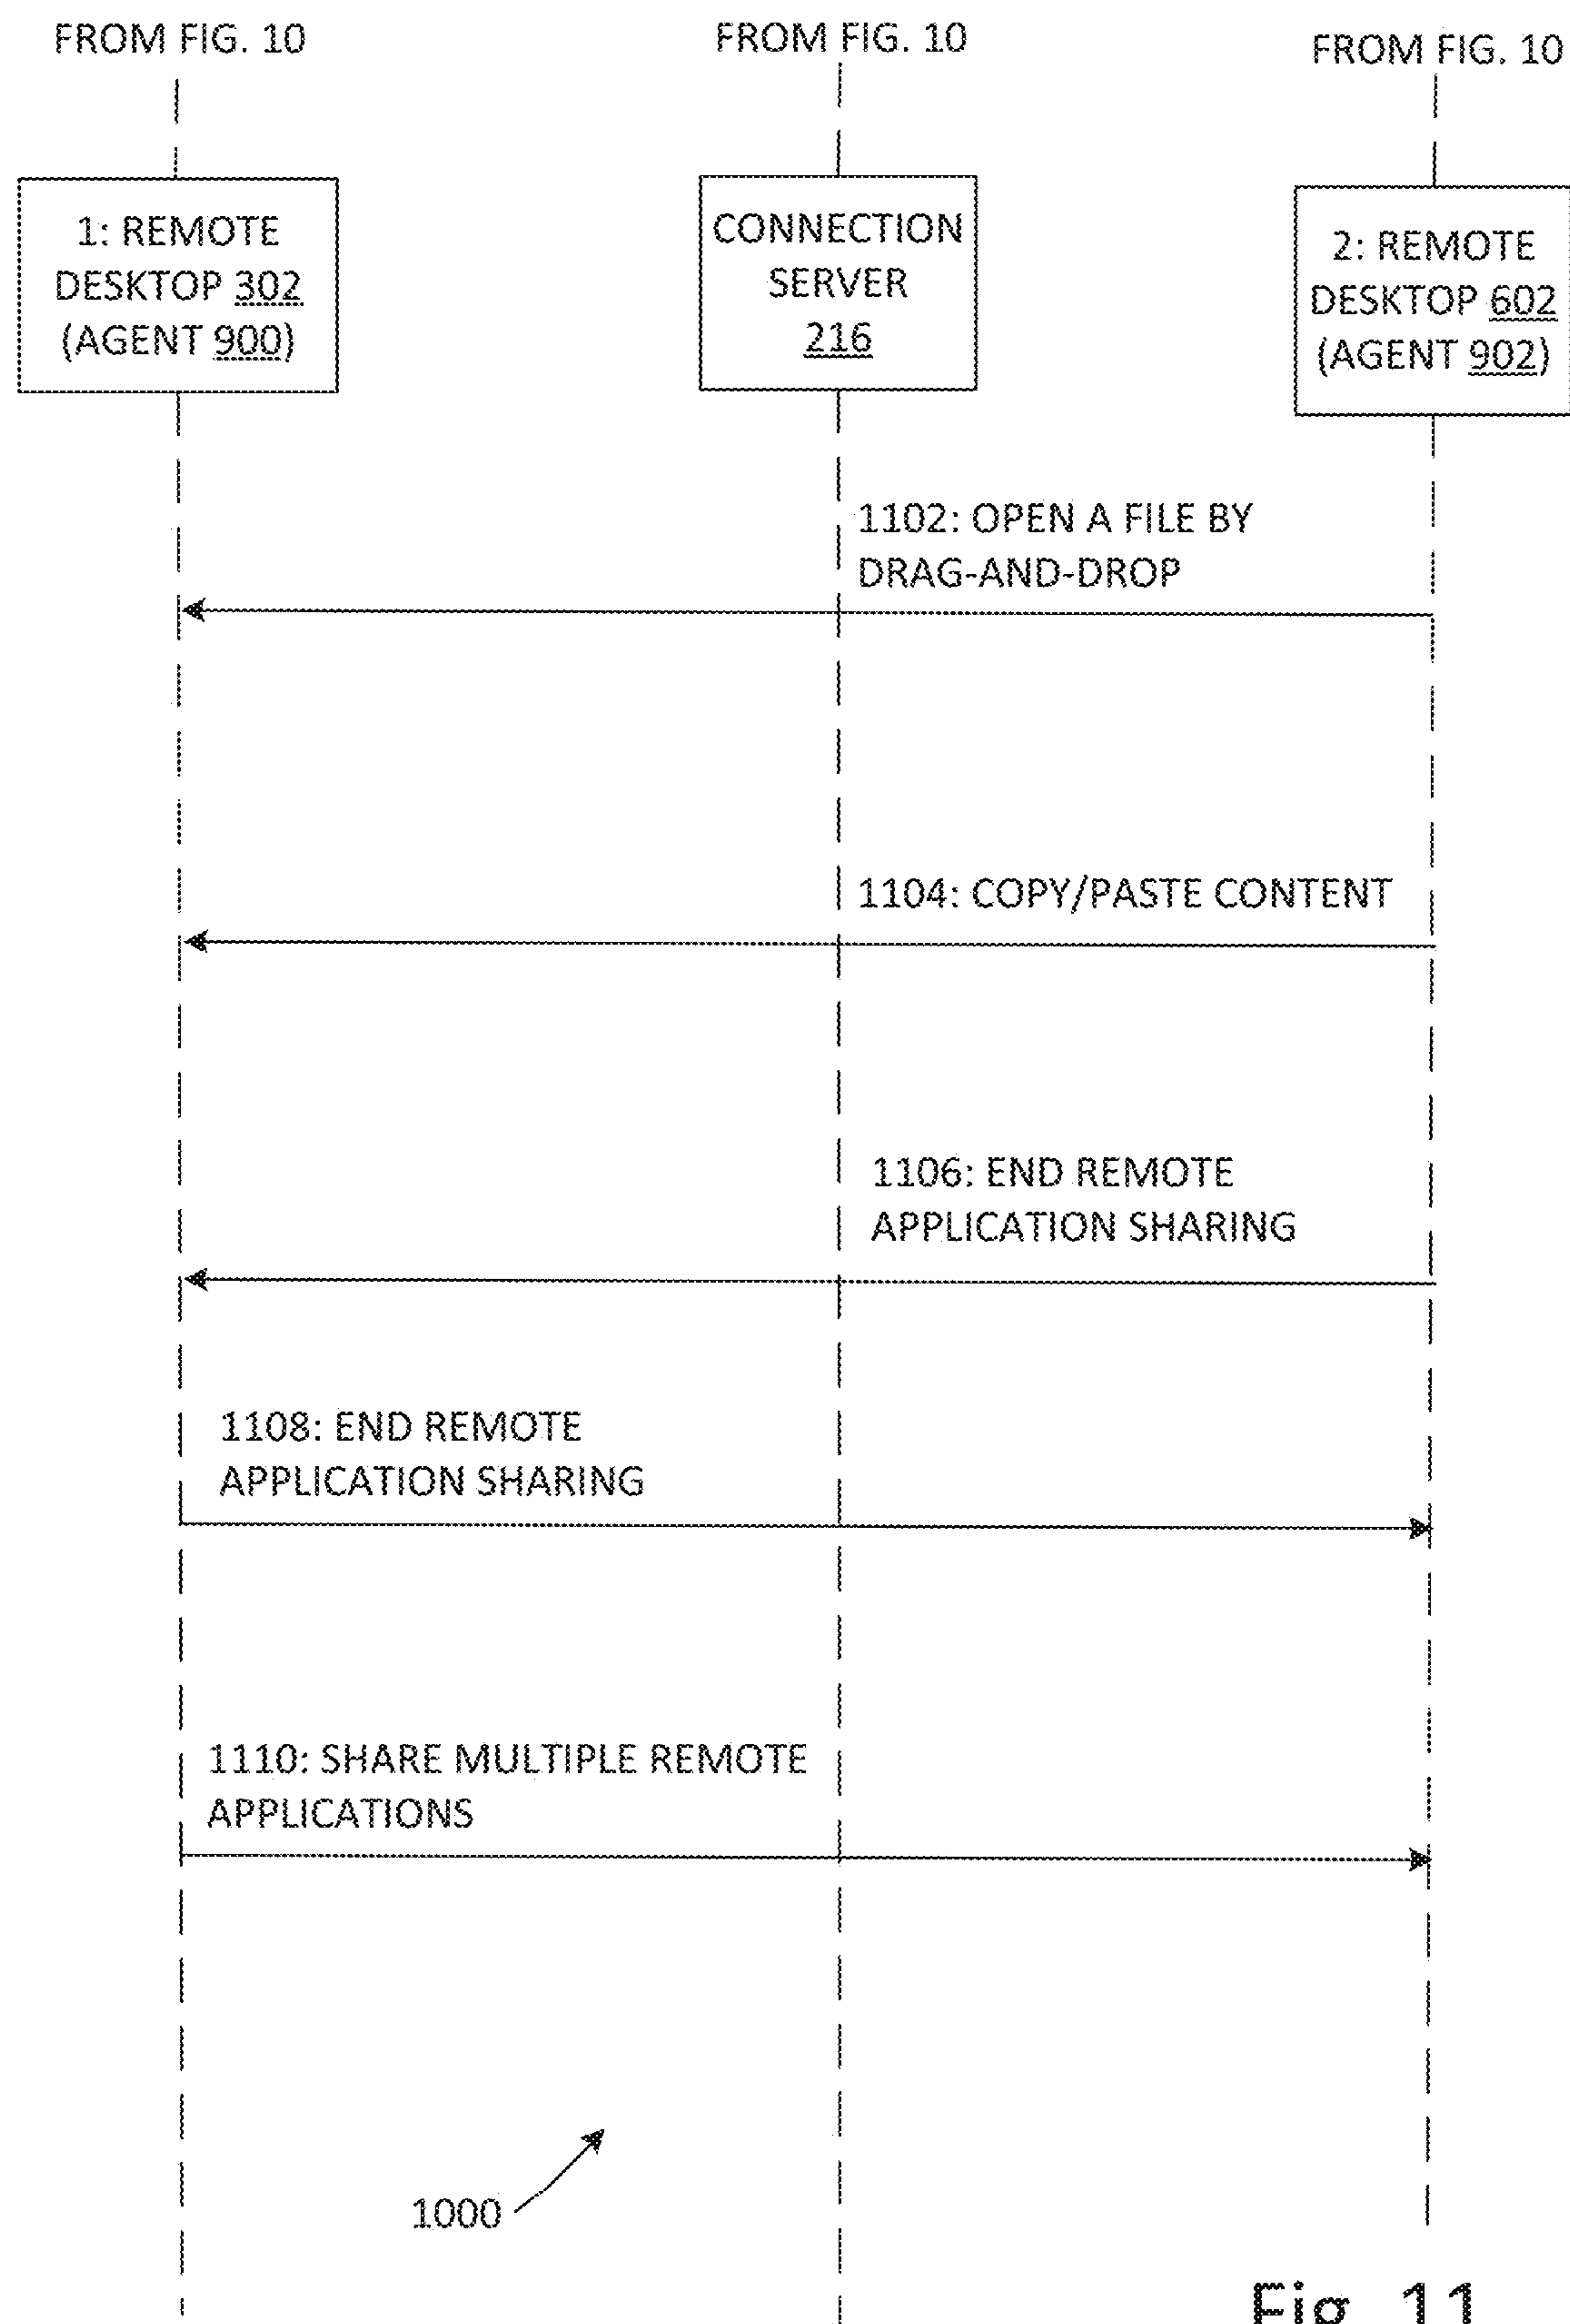 FROM FIG. 10
FROM FIG. 10
FROM FIG. 10
1: REMOTE
DESKTOP 302
(AGENT 900)
CONNECTION
SERVER
216
2: REMOTE
DESKTOP 602
(AGENT 902)
1102: OPEN A FILE BY
DRAG-AND-DROP
1104: COPY/PASTE CONTENT
1106: END REMOTE
APPLICATION SHARING
1108: END REMOTE
APPLICATION SHARING
1110: SHARE MULTIPLE REMOTE
APPLICATIONS
1000
Fig. 11